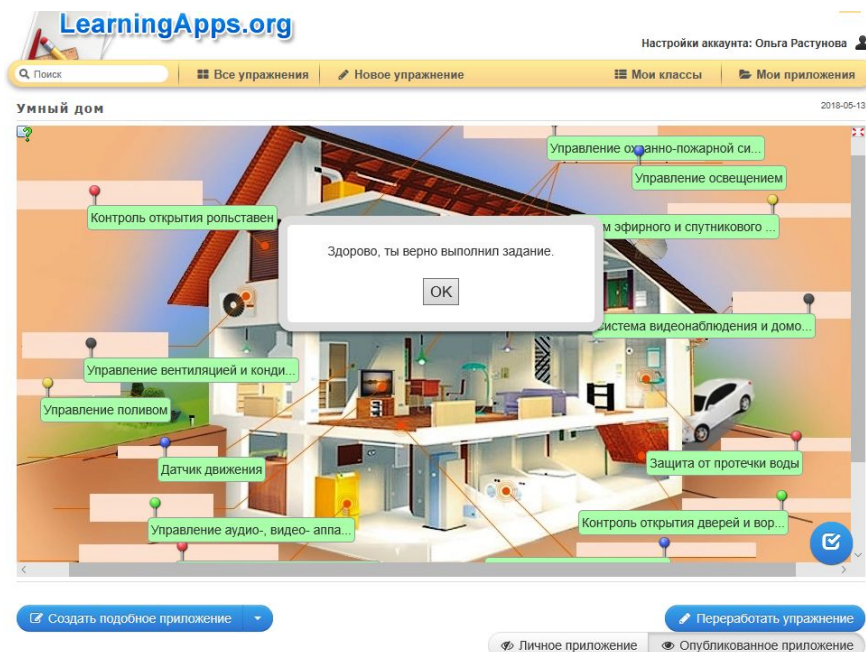 LearningApps.org
Настройки аккаунта: Ольга Растунова
Поиск
Все упражнения
Новое упражнение
Мои классы
Мои приложения
Умный дом
2018-05-13
Управление охранно-пожарной си...
Управление освещением
Контроль открытия рольставен
м эфирного и спутникового ...
Здорово, ты верно выполнил задание.
OK
система видеонаблюдения и домо...
Управление вентиляцией и конди...
Управление поливом
Датчик движения
Защита от протечки воды
Управление аудио-, видео- аппа...
Контроль открытия дверей и вор...
Создать подобное приложение
Переработать упражнение
Личное приложение
Опубликованное приложение